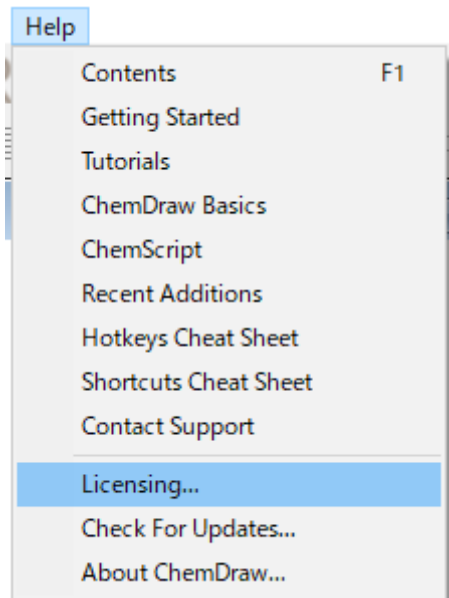 Help
Contents F1
Getting Started
Tutorials
ChemDraw Basics
ChemScript
Recent Additions
Hotkeys Cheat Sheet
Shortcuts Cheat Sheet
Contact Support
Licensing...
Check For Updates...
About ChemDraw...